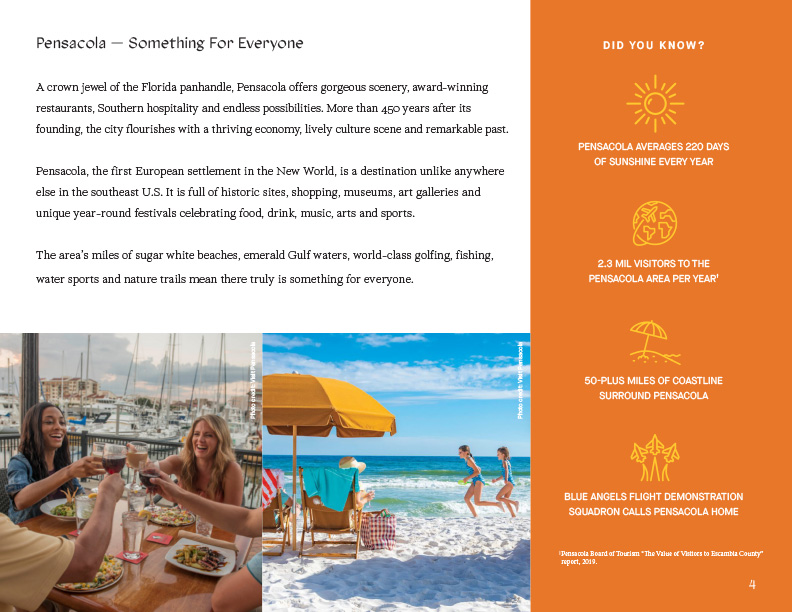 Pensacola — Something For Everyone
A crown jewel of the Florida panhandle, Pensacola offers gorgeous scenery, award-winning
restaurants, Southern hospitality and endless possibilities. More than 450 years after its
founding, the city flourishes with a thriving economy, lively culture scene and remarkable past.
Pensacola, the first European settlement in the New World, is a destination unlike anywhere
else in the southeast U.S. It is full of historic sites, shopping, museums, art galleries and
unique year-round festivals celebrating food, drink, music, arts and sports.
The area's miles of sugar white beaches, emerald Gulf waters, world-class golfing, fishing,
water sports and nature trails mean there truly is something for everyone.
Photo credit: Visit Pensacola
Photo credit: Visit Pensacola
DID YOU KNOW?
PENSACOLA AVERAGES 220 DAYS
OF SUNSHINE EVERY YEAR
2.3 MIL VISITORS TO THE
PENSACOLA AREA PER YEAR¹
50-PLUS MILES OF COASTLINE
SURROUND PENSACOLA
BLUE ANGELS FLIGHT DEMONSTRATION
SQUADRON CALLS PENSACOLA HOME
¹Pensacola Board of Tourism "The Value of Visitors to Escambia County"
report, 2019.
4